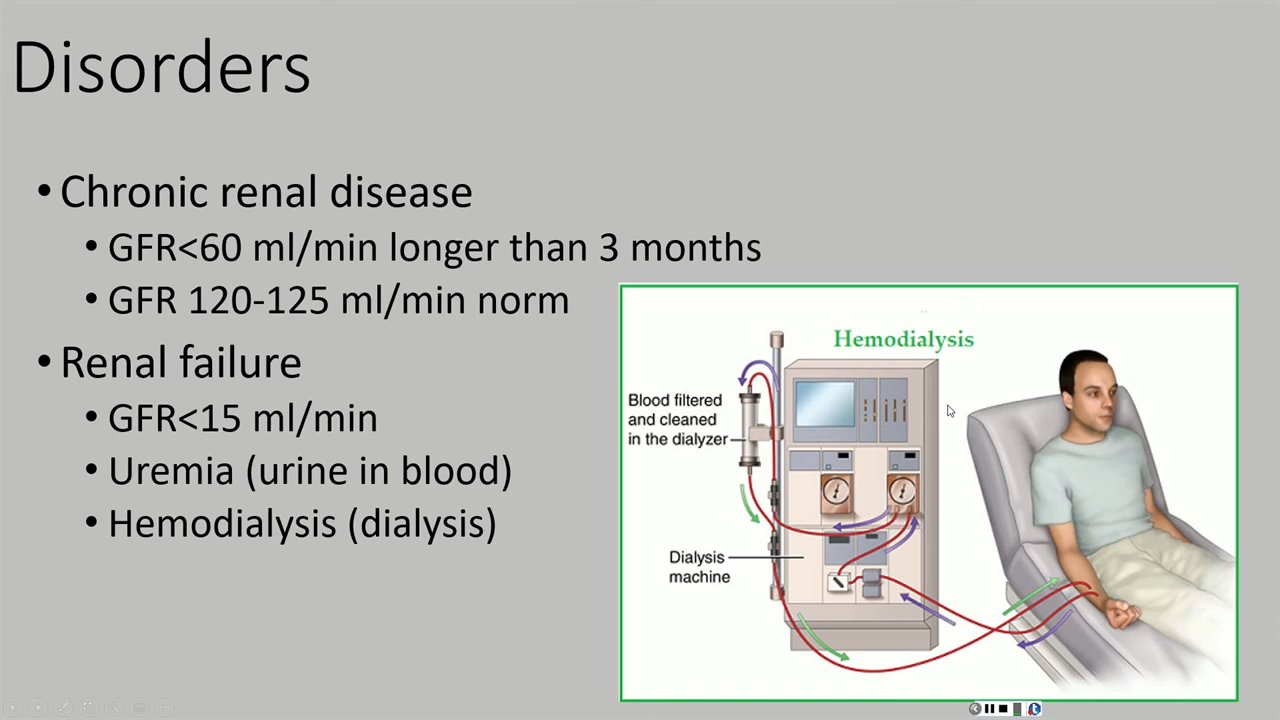 Disorders
• Chronic renal disease
• GFR<60 ml/min longer than 3 months
• GFR 120-125 ml/min norm
• Renal failure
• GFR<15 ml/min
• Uremia (urine in blood)
• Hemodialysis (dialysis)
Hemodialysis
Blood filtered
and cleaned
in the dialyzer
Dialysis
machine